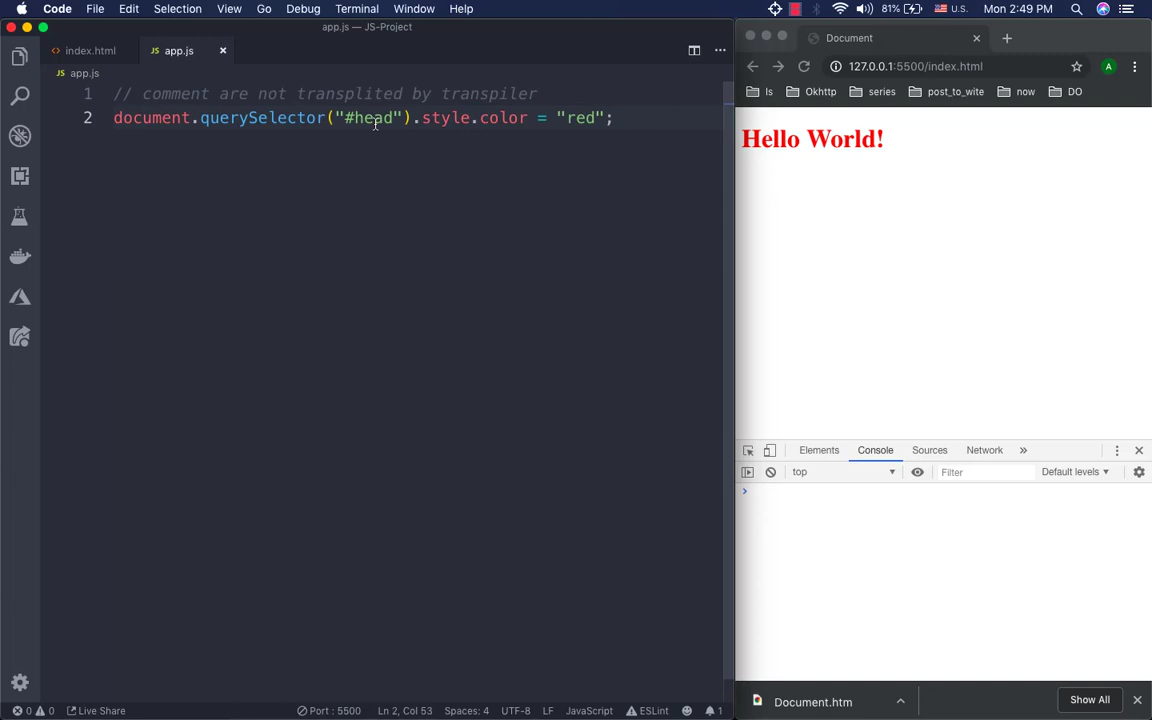 Code File Edit Selection View Go Debug Terminal Window Help 81% U.S. Mon 2:49 PM
app.js — JS-Project
index.html JS app.js
JS app.js
1 // comment are not transplited by transpiler
2 document.querySelector("#head").style.color = "red";
0 0 Live Share Port : 5500 Ln 2, Col 53 Spaces: 4 UTF-8 LF JavaScript ESLint 1
Document
127.0.0.1:5500/index.html A
ls Okhttp series post_to_wite now DO
Hello World!
Elements Console Sources Network »
top Filter Default levels
Document.htm Show All